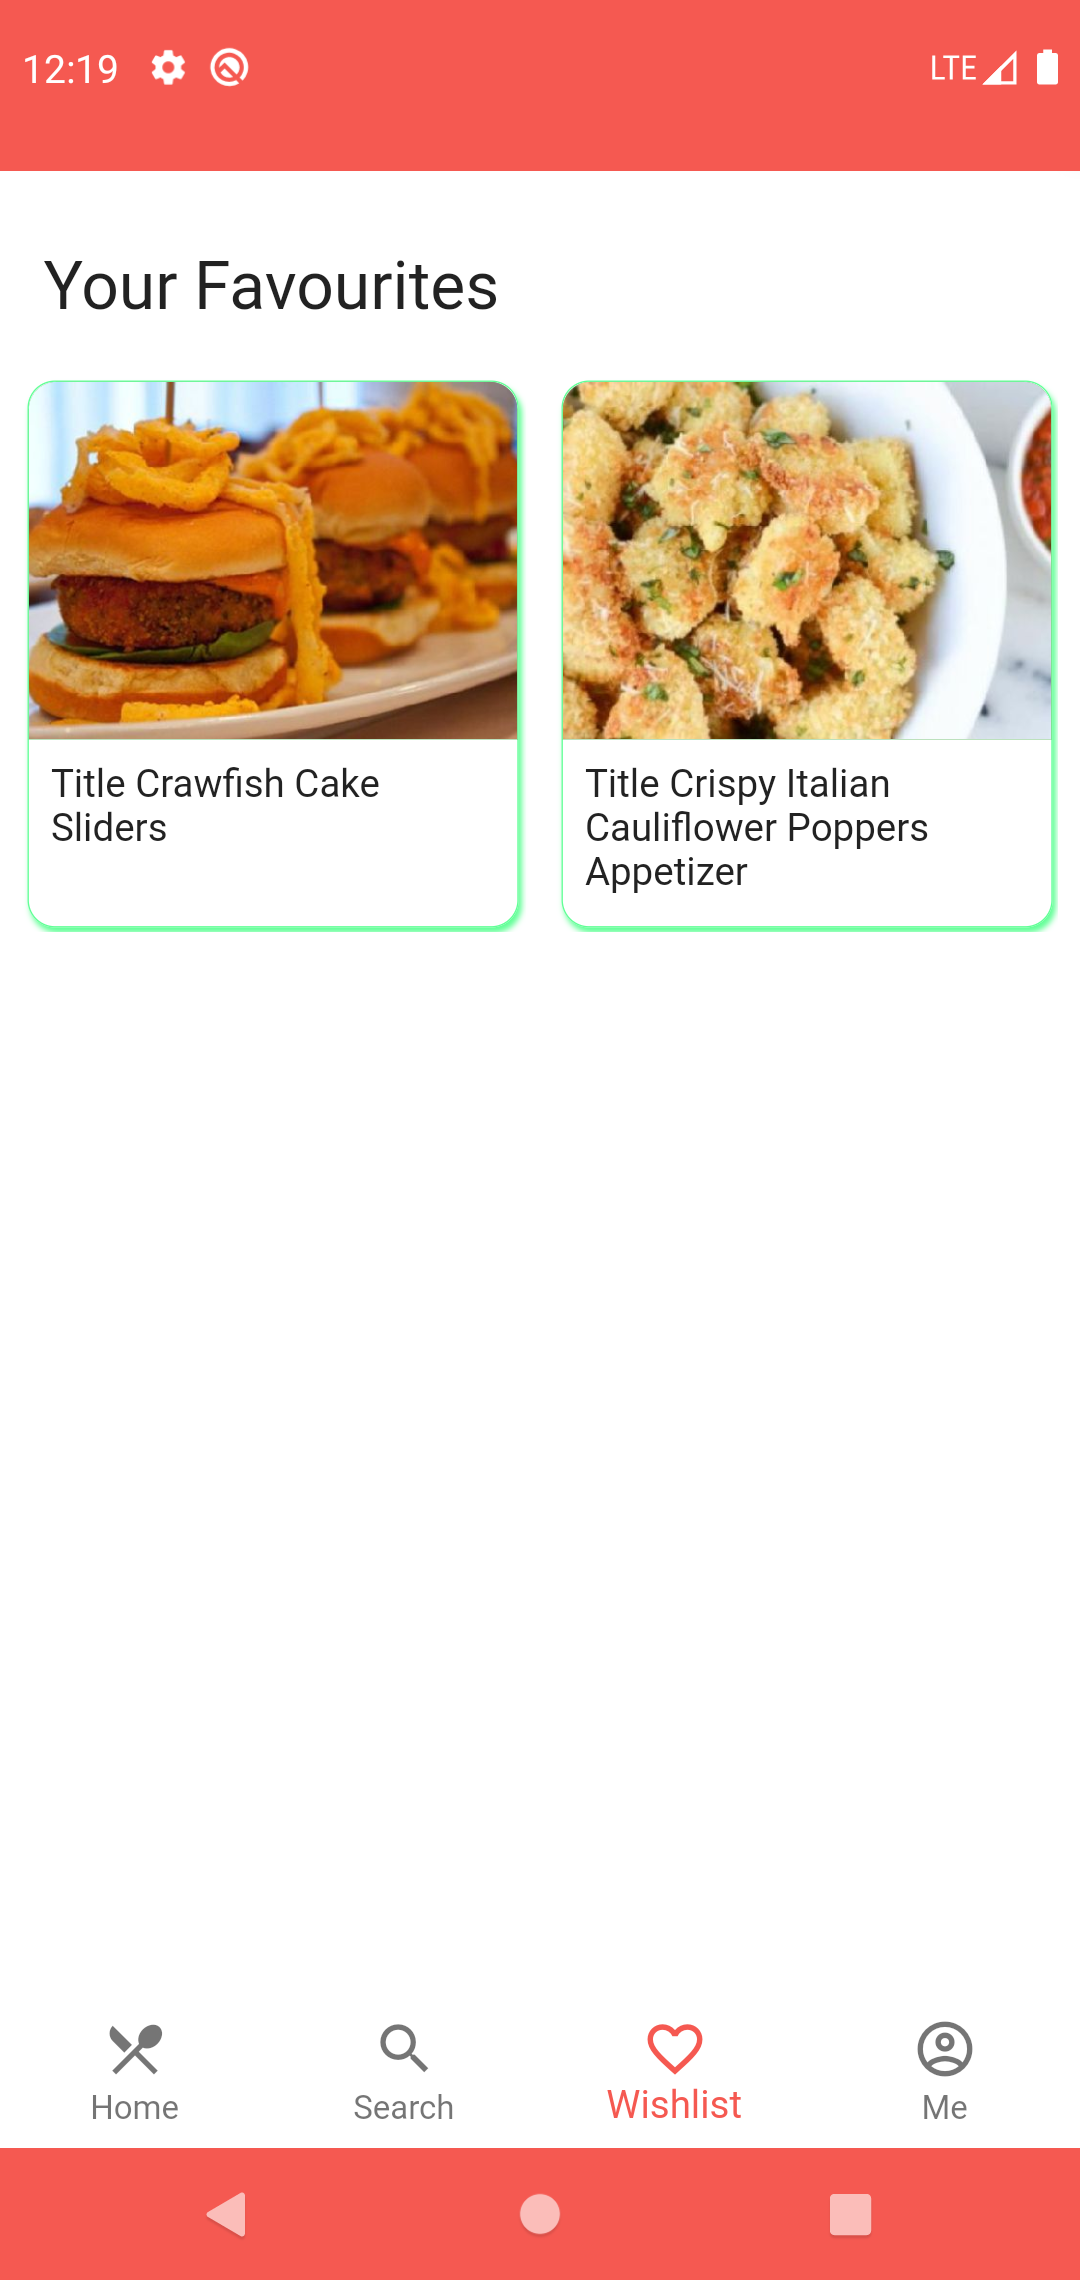 12:19
LTE
Your Favourites
Title Crawfish Cake
Sliders
Title Crispy Italian
Cauliflower Poppers
Appetizer
Home
Search
Wishlist
Me